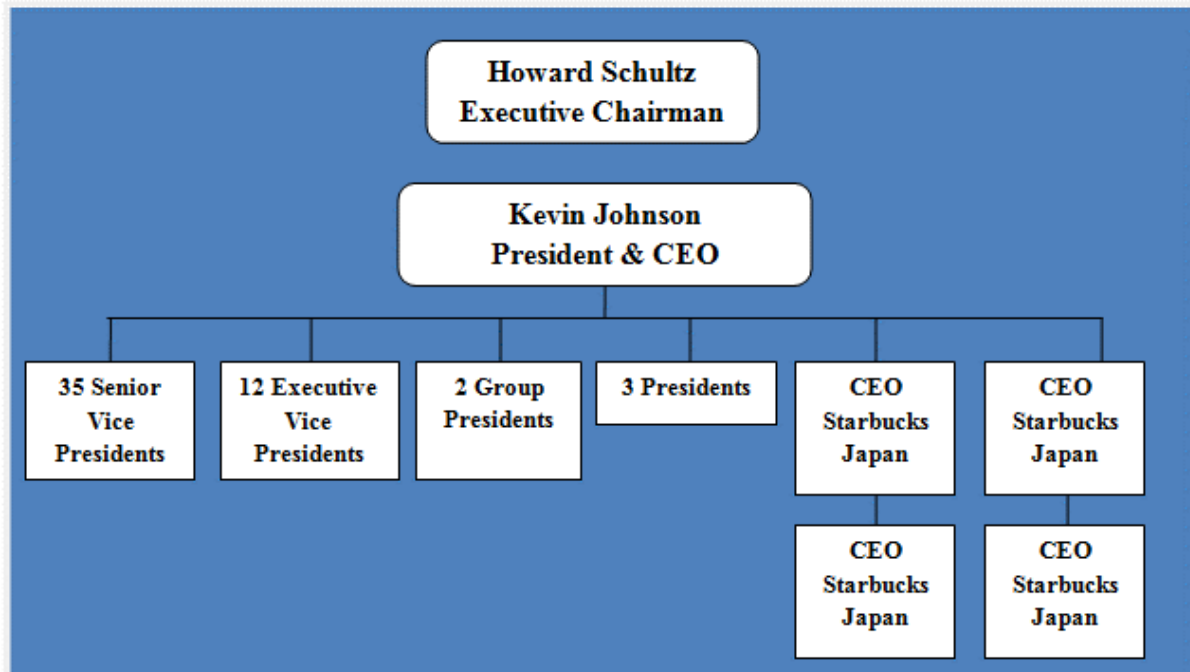 Howard Schultz
Executive Chairman
Kevin Johnson
President & CEO
35 Senior
Vice
Presidents
12 Executive
Vice
Presidents
2 Group
Presidents
3 Presidents
CEO
Starbucks
Japan
CEO
Starbucks
Japan
CEO
Starbucks
Japan
CEO
Starbucks
Japan